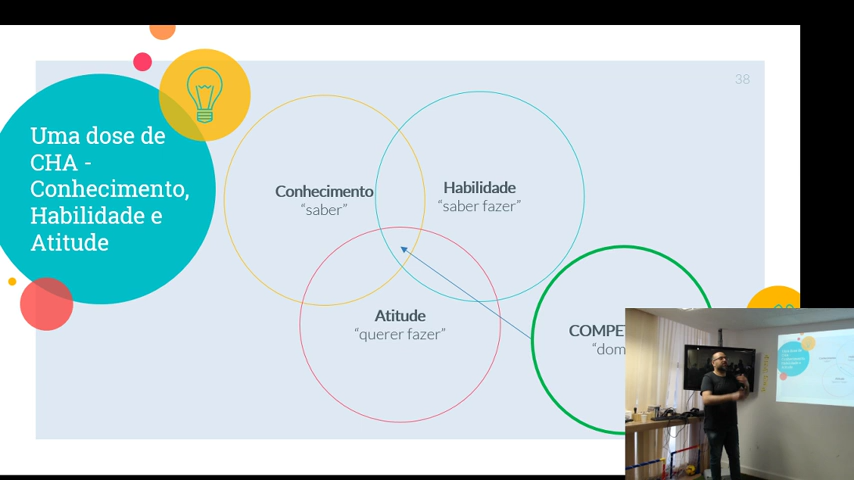 38
Uma dose de
CHA -
Conhecimento,
Habilidade e
Atitude
Conhecimento
“saber”
Habilidade
“saber fazer”
Atitude
“querer fazer”